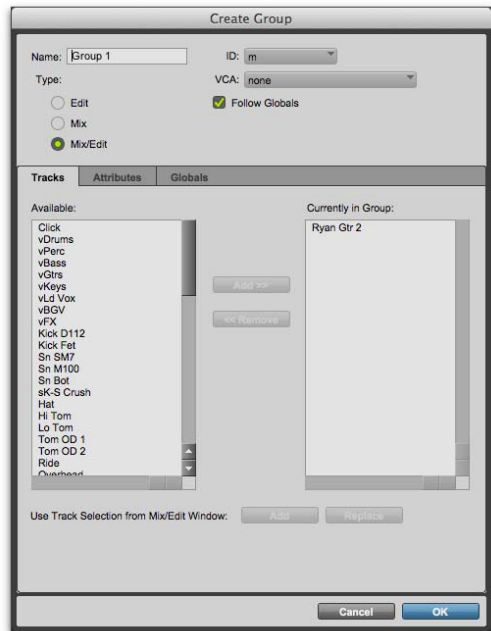 Create Group
Name: Group 1 ID: m
Type: VCA: none
Edit Follow Globals
Mix
Mix/Edit
Tracks Attributes Globals
Available: Currently in Group:
Click Ryan Gtr 2
vDrums
vPerc
vBass
vGtrs
vKeys
vLd Vox
vBGV
vFX
Kick D112
Kick Fet
Sn SM7
Sn M100
Sn Bot
sK-S Crush
Hat
Hi Tom
Lo Tom
Tom OD 1
Tom OD 2
Ride
Overhead
Add >>
<< Remove
Use Track Selection from Mix/Edit Window: Add Replace
Cancel OK